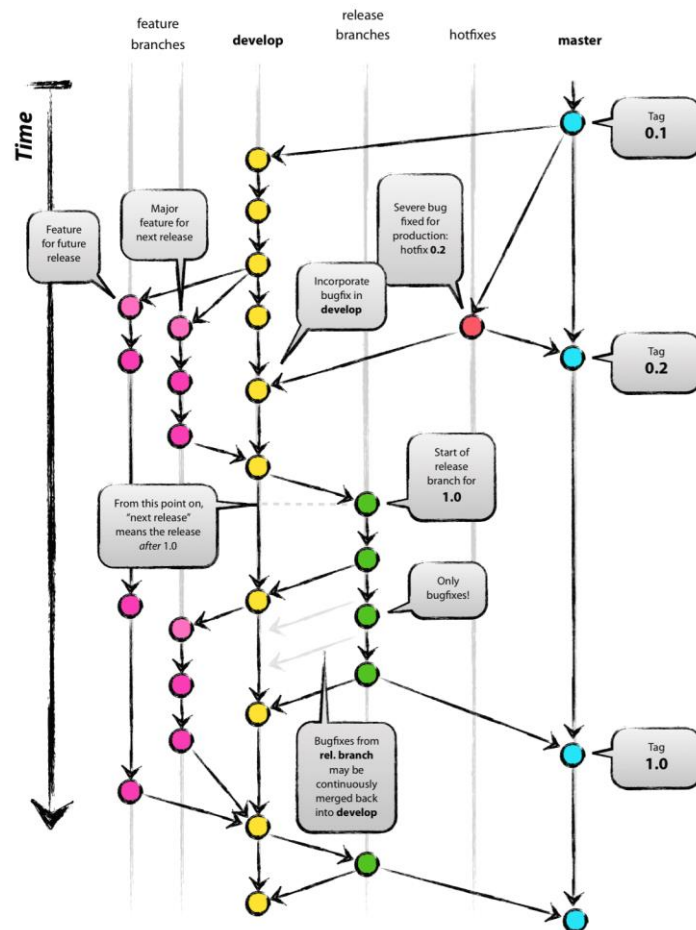 feature
branches
develop
release
branches
hotfixes
master
Time
Tag
0.1
Feature
for future
release
Major
feature for
next release
Severe bug
fixed for
production:
hotfix 0.2
Incorporate
bugfix in
develop
Tag
0.2
Start of
release
branch for
1.0
From this point on,
“next release”
means the release
after 1.0
Only
bugfixes!
Bugfixes from
rel. branch
may be
continuously
merged back
into develop
Tag
1.0